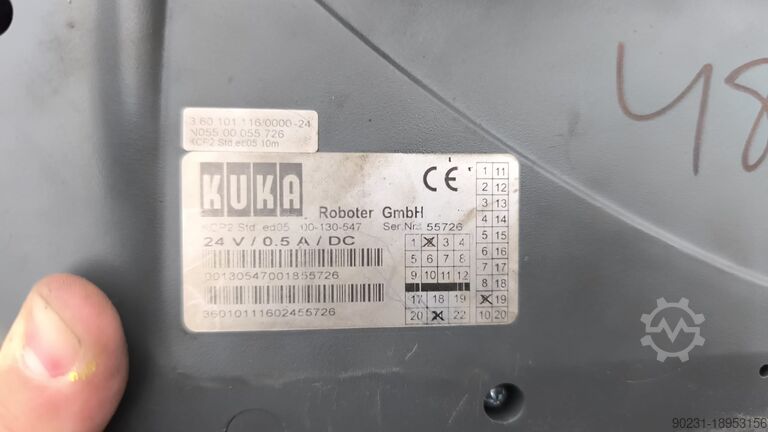 48
3.60.101.116/0000-24
N055.00.055.726
KCP2 Std.ed05 10m
KUKA
CE
Roboter GmbH
KCP2 Std. ed05 00-130-547 Ser.Nr.: 55726
24 V / 0.5 A / DC
00130547001855726
36010111602455726
1 3 4
5 6 7 8
9 10 11 12
17 18 19
20 22
1 11
2 12
3 13
4 14
5 15
6 16
7 17
8 18
19
10 20
90231-18953156